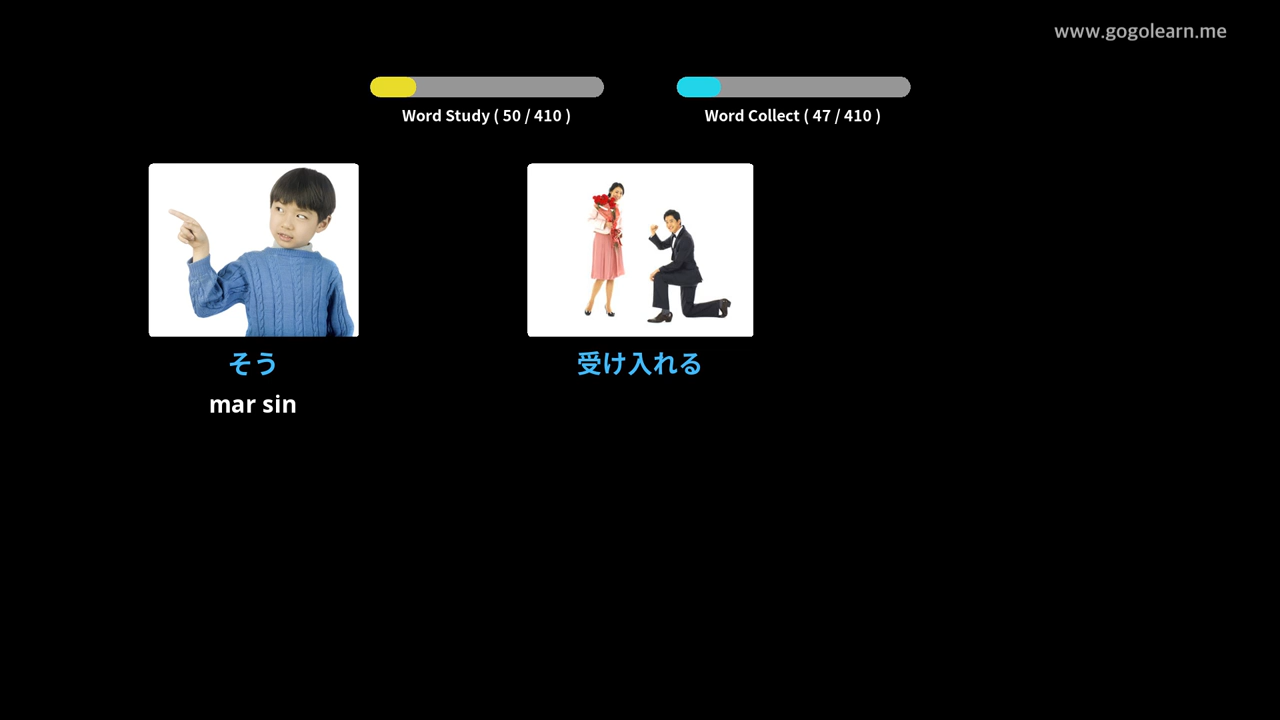 www.gogolearn.me
Word Study ( 50 / 410 )
Word Collect ( 47 / 410 )
そう
受け入れる
mar sin